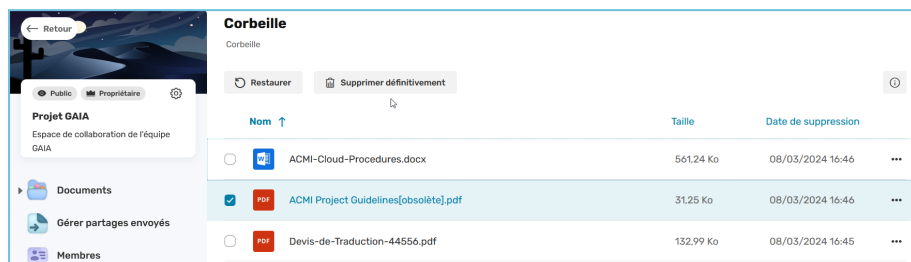 ← Retour
Public
Propriétaire
Projet GAIA
Espace de collaboration de l'équipe
GAIA
Documents
Gérer partages envoyés
Membres
Corbeille
Corbeille
Restaurer
Supprimer définitivement
Nom ↑
Taille
Date de suppression
W
ACMI-Cloud-Procedures.docx
561,24 Ko
08/03/2024 16:46
PDF
ACMI Project Guidelines[obsolète].pdf
31,25 Ko
08/03/2024 16:46
PDF
Devis-de-Traduction-44556.pdf
132,99 Ko
08/03/2024 16:45